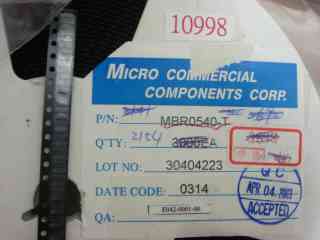 10998
MICRO COMMERCIAL
COMPONENTS CORP.
P/N: MBR0540-T
Q'TY: 2154 3000EA
LOT NO: 30404223
DATE CODE: 0314
QC
APR. 04. 2003
ACCEPTED
QA: